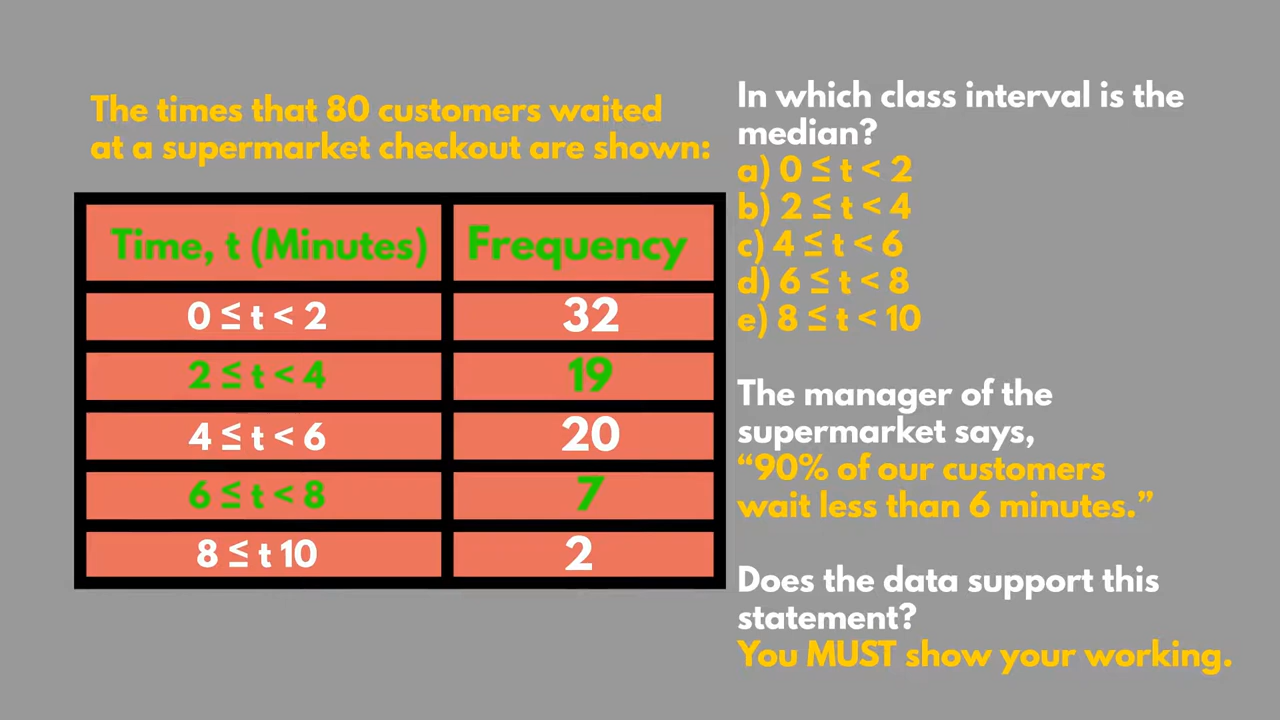 The times that 80 customers waited
at a supermarket checkout are shown:
Time, t (Minutes) Frequency
0 ≤ t < 2 32
2 ≤ t < 4 19
4 ≤ t < 6 20
6 ≤ t < 8 7
8 ≤ t 10 2
In which class interval is the
median?
a) 0 ≤ t < 2
b) 2 ≤ t < 4
c) 4 ≤ t < 6
d) 6 ≤ t < 8
e) 8 ≤ t < 10
The manager of the
supermarket says,
“90% of our customers
wait less than 6 minutes.”
Does the data support this
statement?
You MUST show your working.